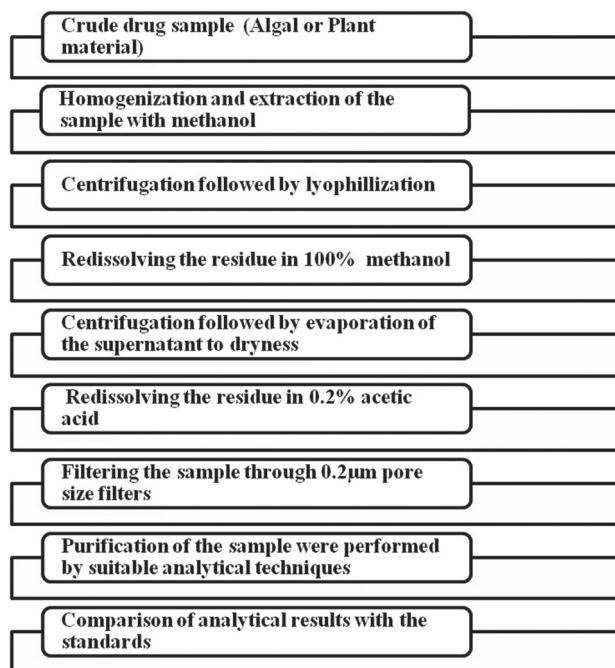 Crude drug sample (Algal or Plant
material)
Homogenization and extraction of the
sample with methanol
Centrifugation followed by lyophillization
Redissolving the residue in 100% methanol
Centrifugation followed by evaporation of
the supernatant to dryness
Redissolving the residue in 0.2% acetic
acid
Filtering the sample through 0.2μm pore
size filters
Purification of the sample were performed
by suitable analytical techniques
Comparison of analytical results with the
standards